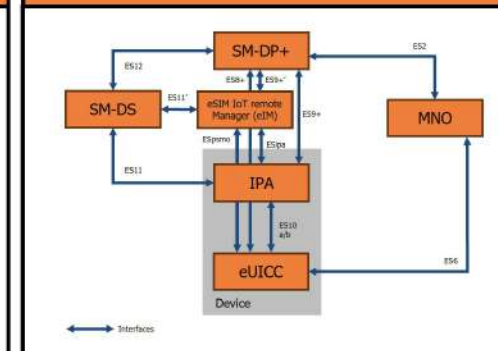 SM-DP+
ES2
ES12
ES8+
ES9+'
SM-DS
ES11'
eSIM IoT remote
Manager (eIM)
ES9+
MNO
ESpsmo
ESipa
ES11
IPA
ES10
a/b
ES6
eUICC
Device
Interfaces